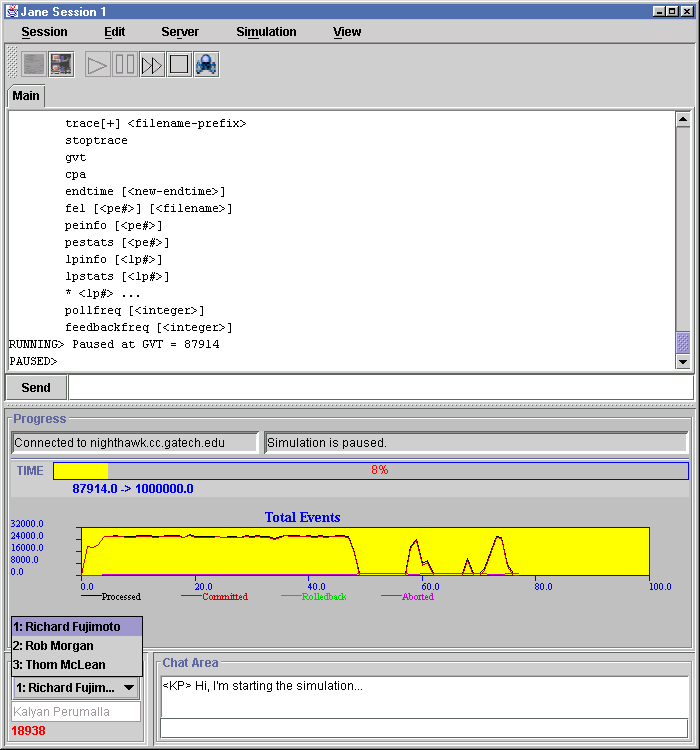 Jane Session 1
Session Edit Server Simulation View
Main
trace[+] <filename-prefix>
stoptrace
gvt
cpa
endtime [<new-endtime>]
fel [<pe#>] [<filename>]
peinfo [<pe#>]
pestats [<pe#>]
lpinfo [<lp#>]
lpstats [<lp#>]
* <lp#> ...
pollfreq [<integer>]
feedbackfreq [<integer>]
RUNNING> Paused at GVT = 87914
PAUSED>
Send
Progress
Connected to nighthawk.cc.gatech.edu Simulation is paused.
TIME 8%
87914.0 -> 1000000.0
Total Events
32000.0
24000.0
16000.0
8000.0
0.0
0.0 20.0 40.0 60.0 80.0 100.0
Processed Committed Rolledback Aborted
1: Richard Fujimoto
2: Rob Morgan
3: Thom McLean
1: Richard Fujim...
Kalyan Perumalla
18938
Chat Area
<KP> Hi, I'm starting the simulation...